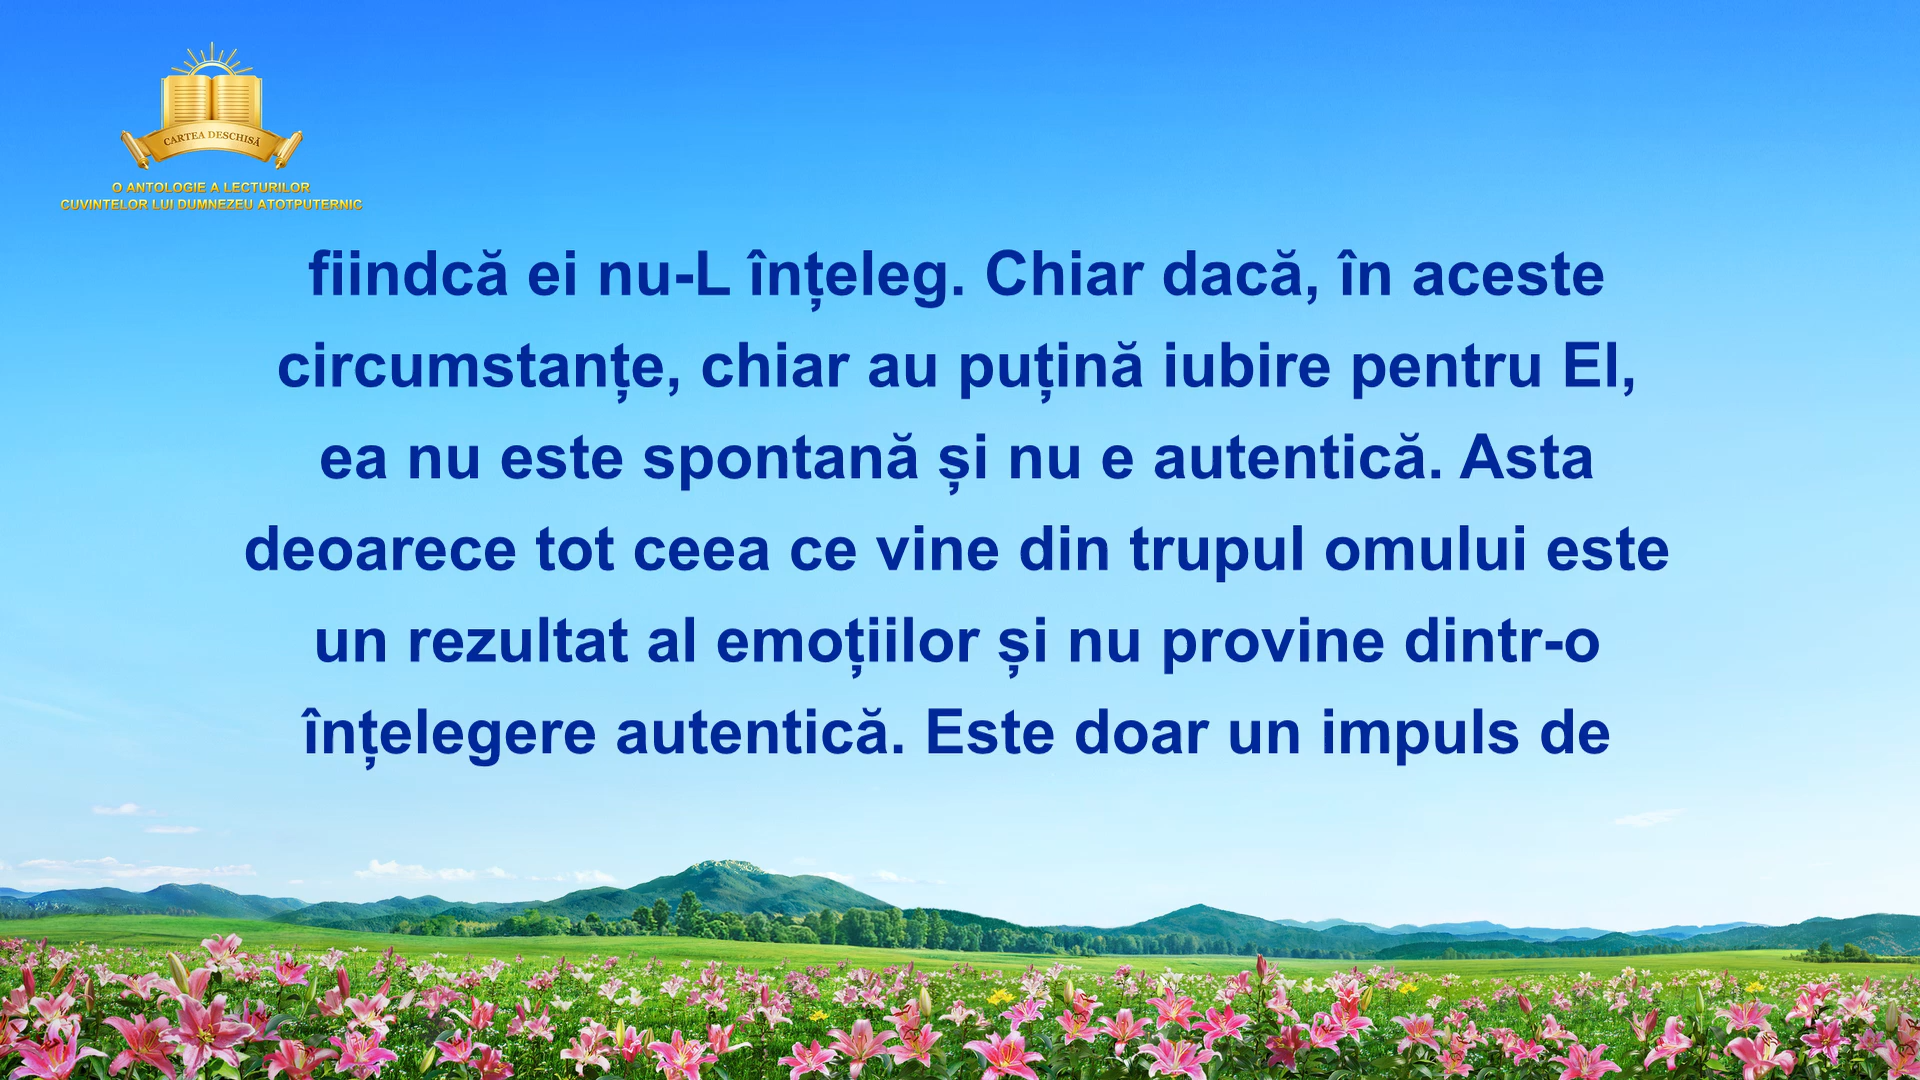 CARTEA DESCHISĂ
O ANTOLOGIE A LECTURILOR
CUVINTELOR LUI DUMNEZEU ATOTPUTERNIC
fiindcă ei nu-L înțeleg. Chiar dacă, în aceste
circumstanțe, chiar au puțină iubire pentru El,
ea nu este spontană și nu e autentică. Asta
deoarece tot ceea ce vine din trupul omului este
un rezultat al emoțiilor și nu provine dintr-o
înțelegere autentică. Este doar un impuls de